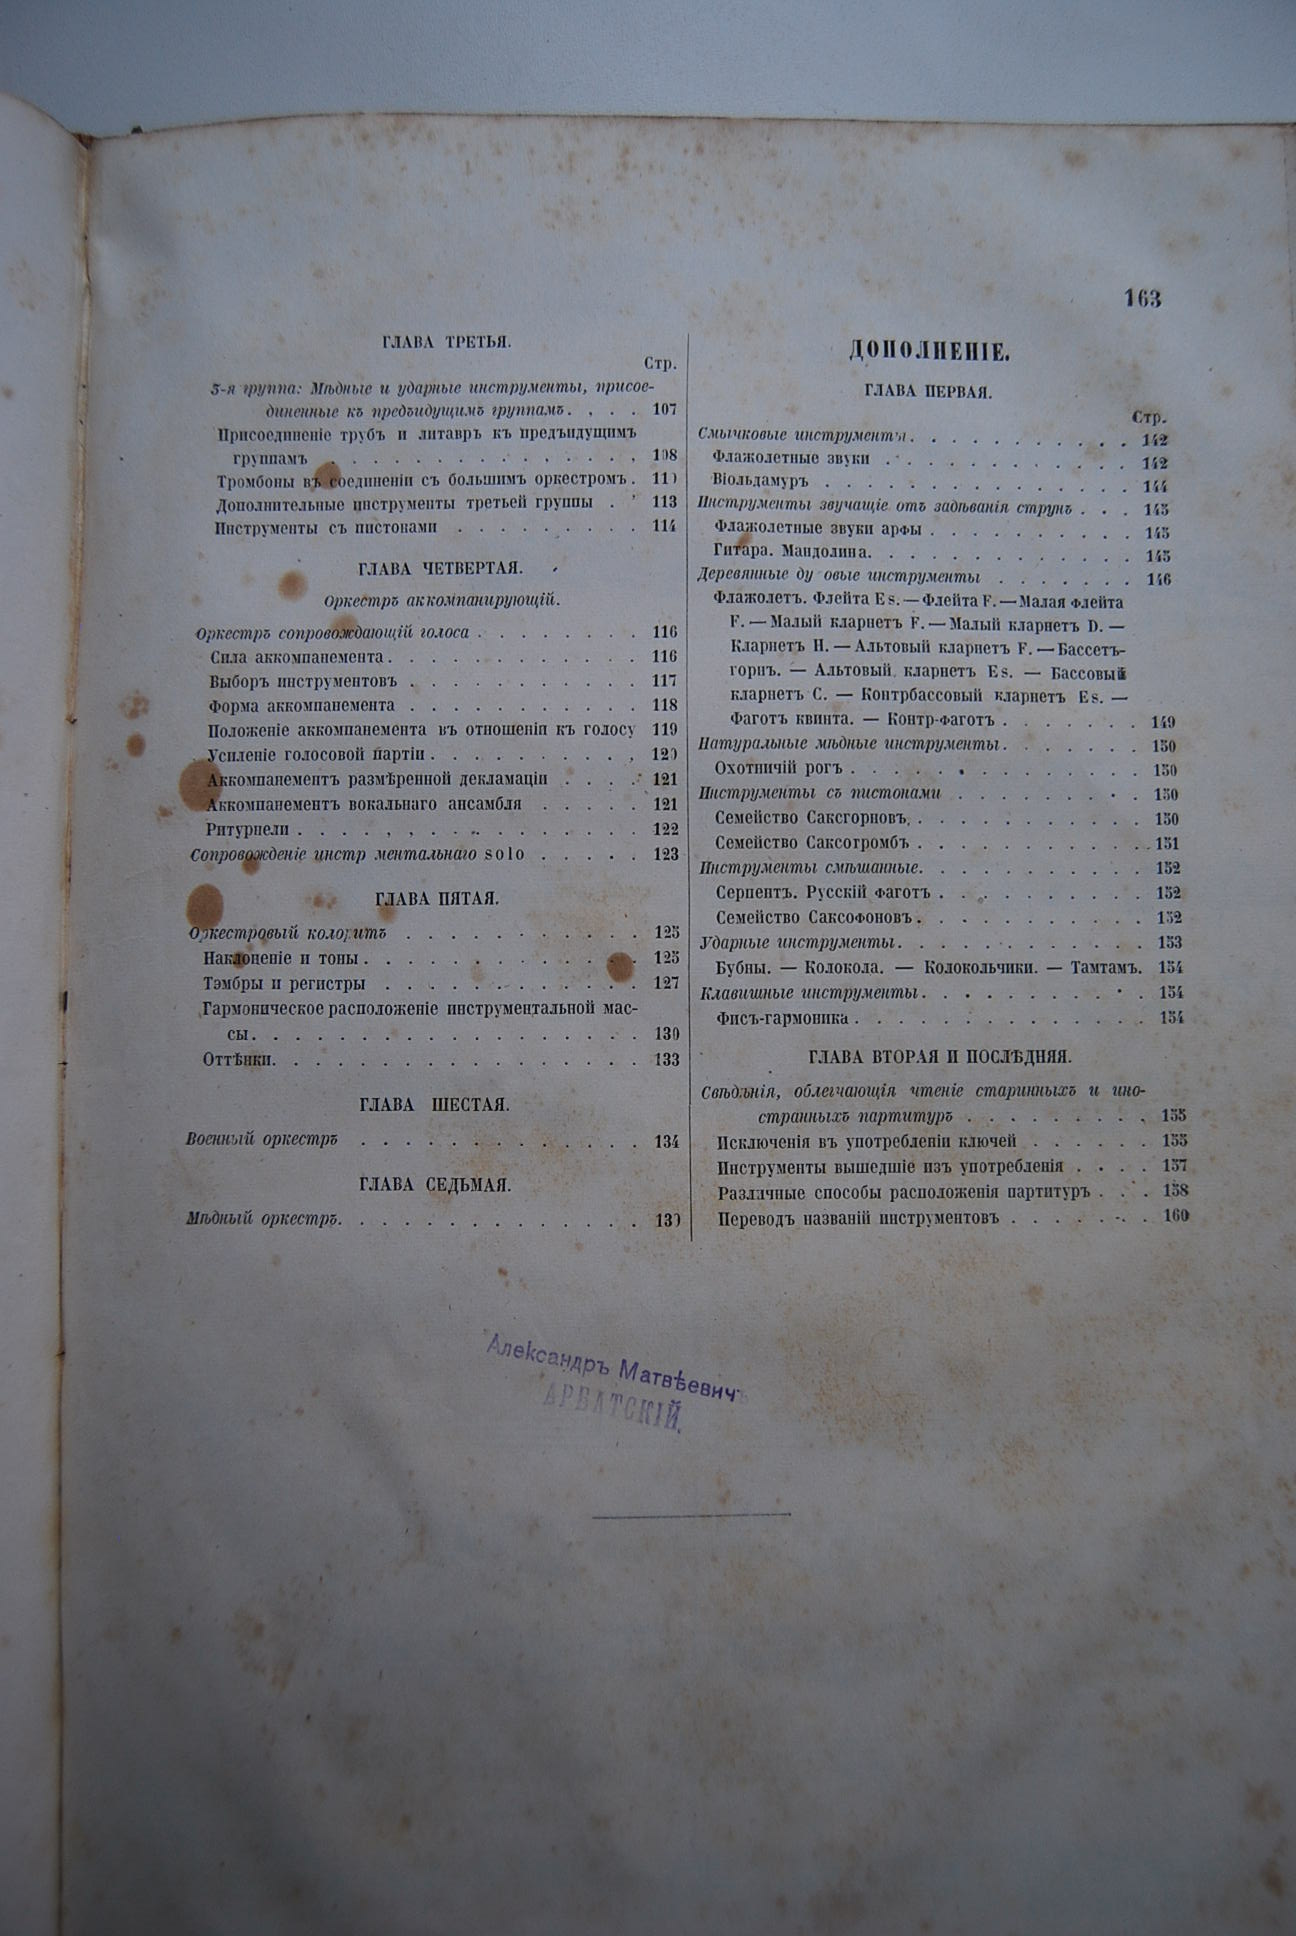 163
ГЛАВА ТРЕТЬЯ.
Стр.
3-я группа: Мѣдные и ударные инструменты, присое-
диненные къ предъидущимъ группамъ. . . . 107
Присоединеніе трубъ и литавръ къ предъидущимъ
группамъ . . . . . . . . . . . . . . . 108
Тромбоны въ соединеніи съ большимъ оркестромъ. 110
Дополнительные инструменты третьей группы . 113
Инструменты съ пистонами . . . . . . . . . 114
ГЛАВА ЧЕТВЕРТАЯ.
Оркестръ аккомпанирующій.
Оркестръ сопровождающій голоса . . . . . . . . 116
Сила аккомпанемента. . . . . . . . . . . . 116
Выборъ инструментовъ . . . . . . . . . . . 117
Форма аккомпанемента . . . . . . . . . . . 118
Положеніе аккомпанемента въ отношеніи къ голосу 119
Усиленіе голосовой партіи. . . . . . . . . . 120
Аккомпанементъ размѣренной декламаціи . . . . 121
Аккомпанементъ вокальнаго ансамбля . . . . . 121
Ритурнели . . . . . . . . . . . . . . . . 122
Сопровожденіе инстр ментальнаго solo . . . . . 123
ГЛАВА ПЯТАЯ.
Оркестровый колоритъ . . . . . . . . . . . 125
Наклоненіе и тоны. . . . . . . . . . . . . 125
Тэмбры и регистры . . . . . . . . . . . . 127
Гармоническое расположеніе инструментальной мас-
сы. . . . . . . . . . . . . . . . . . 130
Оттѣнки. . . . . . . . . . . . . . . . . 133
ГЛАВА ШЕСТАЯ.
Военный оркестръ . . . . . . . . . . . . . 134
ГЛАВА СЕДЬМАЯ.
Мѣдный оркестръ. . . . . . . . . . . . . . 139
ДОПОЛНЕНІЕ.
ГЛАВА ПЕРВАЯ.
Стр.
Смычковые инструменты. . . . . . . . . . . 142
Флажолетные звуки . . . . . . . . . . . . 142
Віольдамуръ . . . . . . . . . . . . . . . 144
Инструменты звучащіе отъ задѣванія струнъ . . . 145
Флажолетные звуки арфы . . . . . . . . . . 145
Гитара. Мандолина. . . . . . . . . . . . . 145
Деревянные ду овые инструменты . . . . . . . 146
Флажолетъ. Флейта Es. — Флейта F. — Малая флейта
F. — Малый кларнетъ F. — Малый кларнетъ D. —
Кларнетъ H. — Альтовый кларнетъ F. — Бассетъ-
горнъ. — Альтовый кларнетъ Es. — Бассовый
кларнетъ C. — Контрбассовый кларнетъ Es. —
Фаготъ квинта. — Контр-фаготъ . . . . . . . 149
Натуральные мѣдные инструменты. . . . . . . 150
Охотничій рогъ . . . . . . . . . . . . . . 150
Инструменты съ пистонами . . . . . . . . . 150
Семейство Саксгорновъ. . . . . . . . . . . 150
Семейство Саксотромбъ . . . . . . . . . . . 151
Инструменты смѣшанные. . . . . . . . . . . 152
Серпентъ. Русскій фаготъ . . . . . . . . . . 152
Семейство Саксофоновъ. . . . . . . . . . . 152
Ударные инструменты. . . . . . . . . . . . 153
Бубны. — Колокола. — Колокольчики. — Тамтамъ. 154
Клавишные инструменты. . . . . . . . . . . 154
Фисъ-гармоника . . . . . . . . . . . . . . 154
ГЛАВА ВТОРАЯ И ПОСЛѢДНЯЯ.
Свѣдѣнія, облегчающія чтеніе старинныхъ и ино-
странныхъ партитуръ . . . . . . . . . 155
Исключенія въ употребленіи ключей . . . . . . 155
Инструменты вышедшіе изъ употребленія . . . . 157
Различные способы расположенія партитуръ . . . 158
Переводъ названій инструментовъ . . . . . . . 160
Александръ Матвѣевичъ
АРБАТСКІЙ.